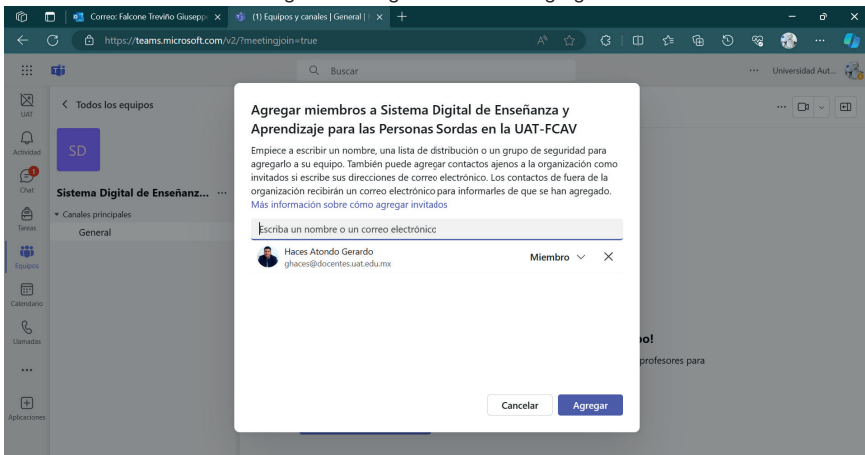 Correo: Falcone Treviño Giusepp
(1) Equipos y canales | General |
https://teams.microsoft.com/v2/?meetingjoin=true
Buscar
Universidad Aut...
UAT
Actividad
Chat
1
Tareas
Equipos
Calendario
Llamadas
Aplicaciones
Todos los equipos
SD
Sistema Digital de Enseñanz...
Canales principales
General
Agregar miembros a Sistema Digital de Enseñanza y
Aprendizaje para las Personas Sordas en la UAT-FCAV
Empiece a escribir un nombre, una lista de distribución o un grupo de seguridad para
agregarlo a su equipo. También puede agregar contactos ajenos a la organización como
invitados si escribe sus direcciones de correo electrónico. Los contactos de fuera de la
organización recibirán un correo electrónico para informarles de que se han agregado.
Más información sobre cómo agregar invitados
Escriba un nombre o un correo electrónico
Haces Atondo Gerardo
Miembro
ghaces@docentes.uat.edu.mx
Cancelar
Agregar
po!
profesores para